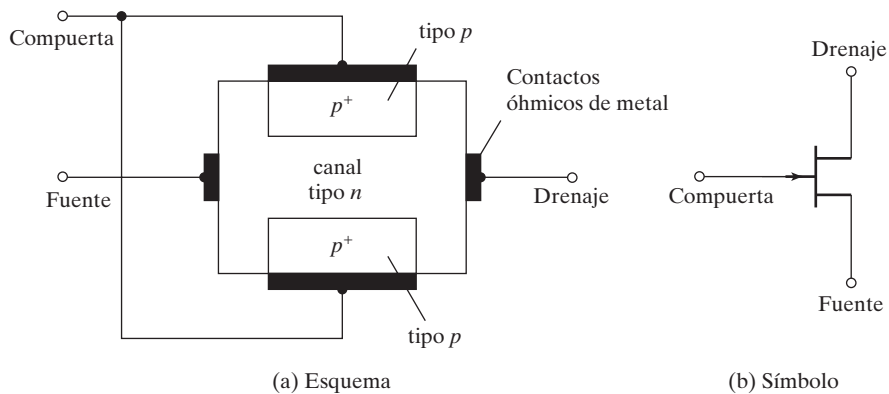 Compuerta
tipo p
Contactos
óhmicos de metal
p+
canal
tipo n
Fuente
Drenaje
p+
tipo p
(a) Esquema
Drenaje
Compuerta
Fuente
(b) Símbolo